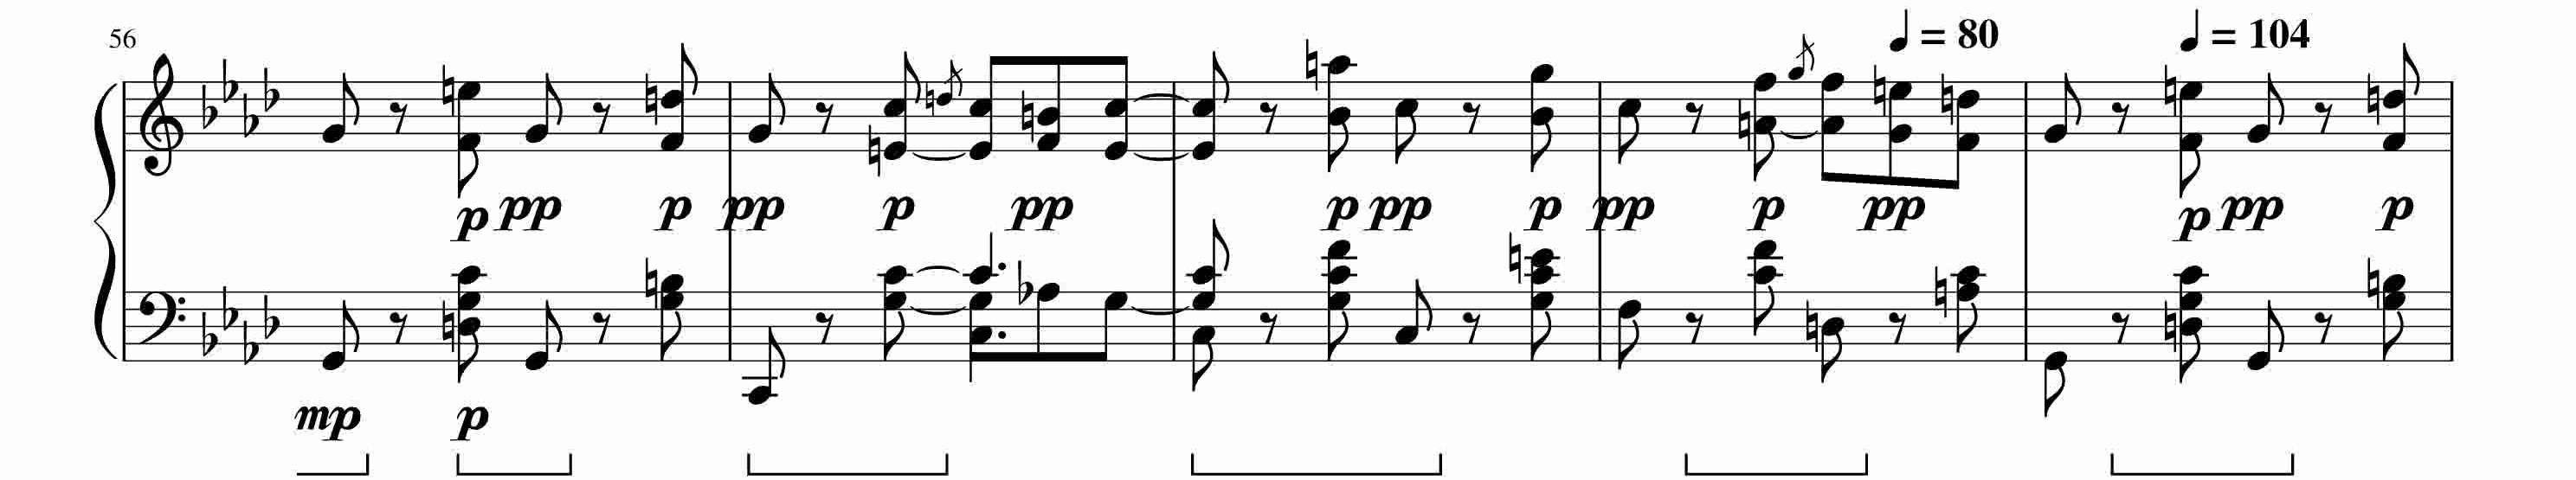 56
♩ = 80 ♩ = 104
p pp p pp p pp p pp p pp p pp p pp p
mp p